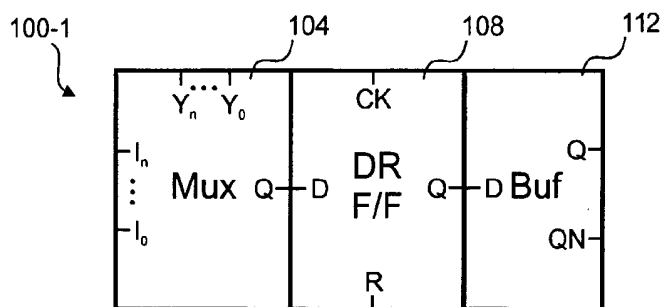 100-1
104
108
112
Yn ••• Y0
CK
In
I0
Mux
Q
D
DR
F/F
Q
D
Buf
Q
QN
R